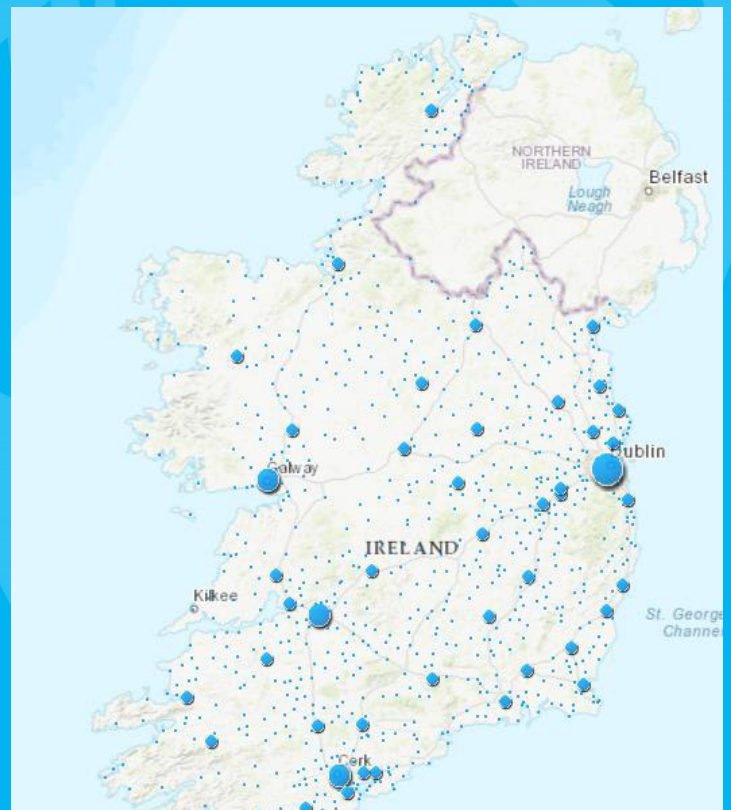 NORTHERN
IRELAND
Belfast
Lough
Neagh
Dublin
Galway
IRELAND
Kilkee
St. George
Channel
Cork